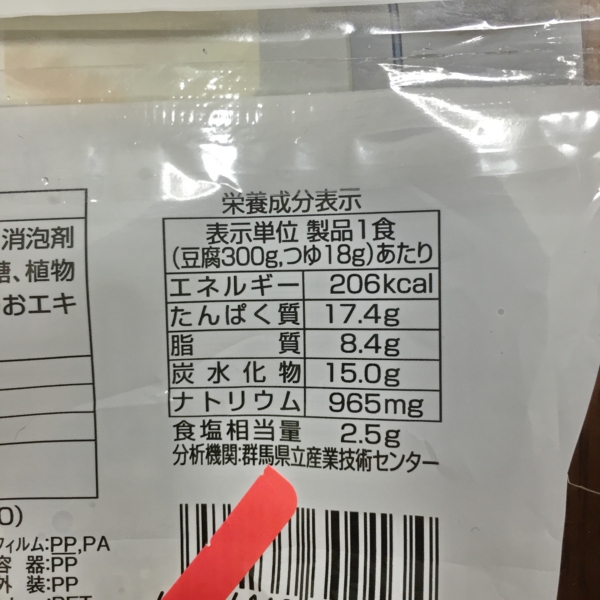 消泡剤
糖、植物
おエキ
栄養成分表示
表示単位 製品1食
(豆腐300g,つゆ18g)あたり
エネルギー 206kcal
たんぱく質 17.4g
脂質 8.4g
炭水化物 15.0g
ナトリウム 965mg
食塩相当量 2.5g
分析機関:群馬県立産業技術センター
フィルム:PP,PA
容器:PP
外装:PP